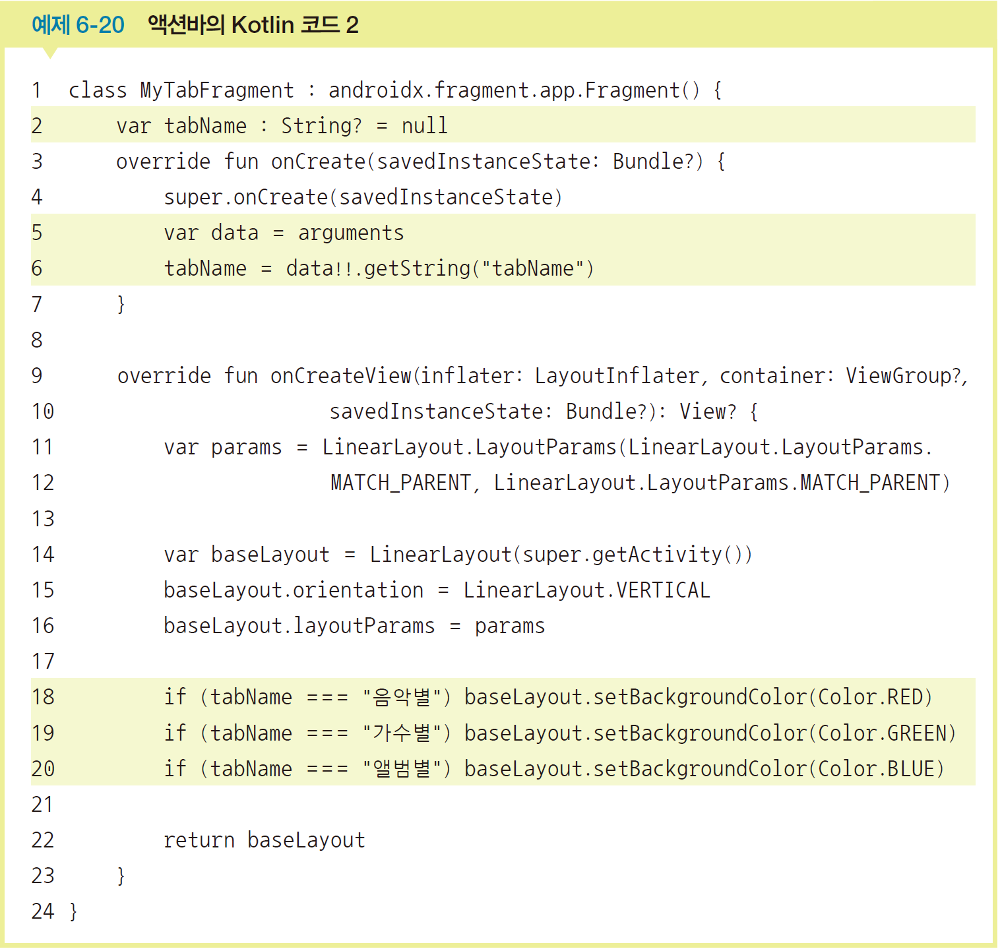 예제 6-20 액션바의 Kotlin 코드 2
1 class MyTabFragment : androidx.fragment.app.Fragment() {
2     var tabName : String? = null
3     override fun onCreate(savedInstanceState: Bundle?) {
4         super.onCreate(savedInstanceState)
5         var data = arguments
6         tabName = data!!.getString("tabName")
7     }
8
9     override fun onCreateView(inflater: LayoutInflater, container: ViewGroup?,
10                       savedInstanceState: Bundle?): View? {
11         var params = LinearLayout.LayoutParams(LinearLayout.LayoutParams.
12                       MATCH_PARENT, LinearLayout.LayoutParams.MATCH_PARENT)
13
14         var baseLayout = LinearLayout(super.getActivity())
15         baseLayout.orientation = LinearLayout.VERTICAL
16         baseLayout.layoutParams = params
17
18         if (tabName === "음악별") baseLayout.setBackgroundColor(Color.RED)
19         if (tabName === "가수별") baseLayout.setBackgroundColor(Color.GREEN)
20         if (tabName === "앨범별") baseLayout.setBackgroundColor(Color.BLUE)
21
22         return baseLayout
23     }
24 }